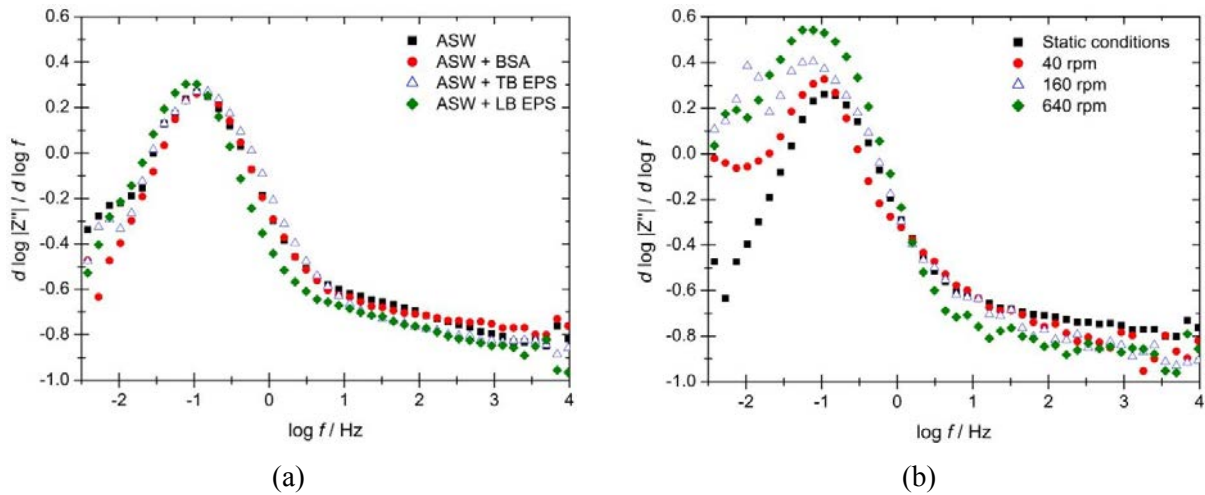 0.6
0.4
0.2
0.0
-0.2
-0.4
-0.6
-0.8
-1.0
d log |Z"| / d log f
ASW
ASW + BSA
ASW + TB EPS
ASW + LB EPS
-2 -1 0 1 2 3 4
log f / Hz
(a)
0.6
0.4
0.2
0.0
-0.2
-0.4
-0.6
-0.8
-1.0
d log |Z"| / d log f
Static conditions
40 rpm
160 rpm
640 rpm
-2 -1 0 1 2 3 4
log f / Hz
(b)